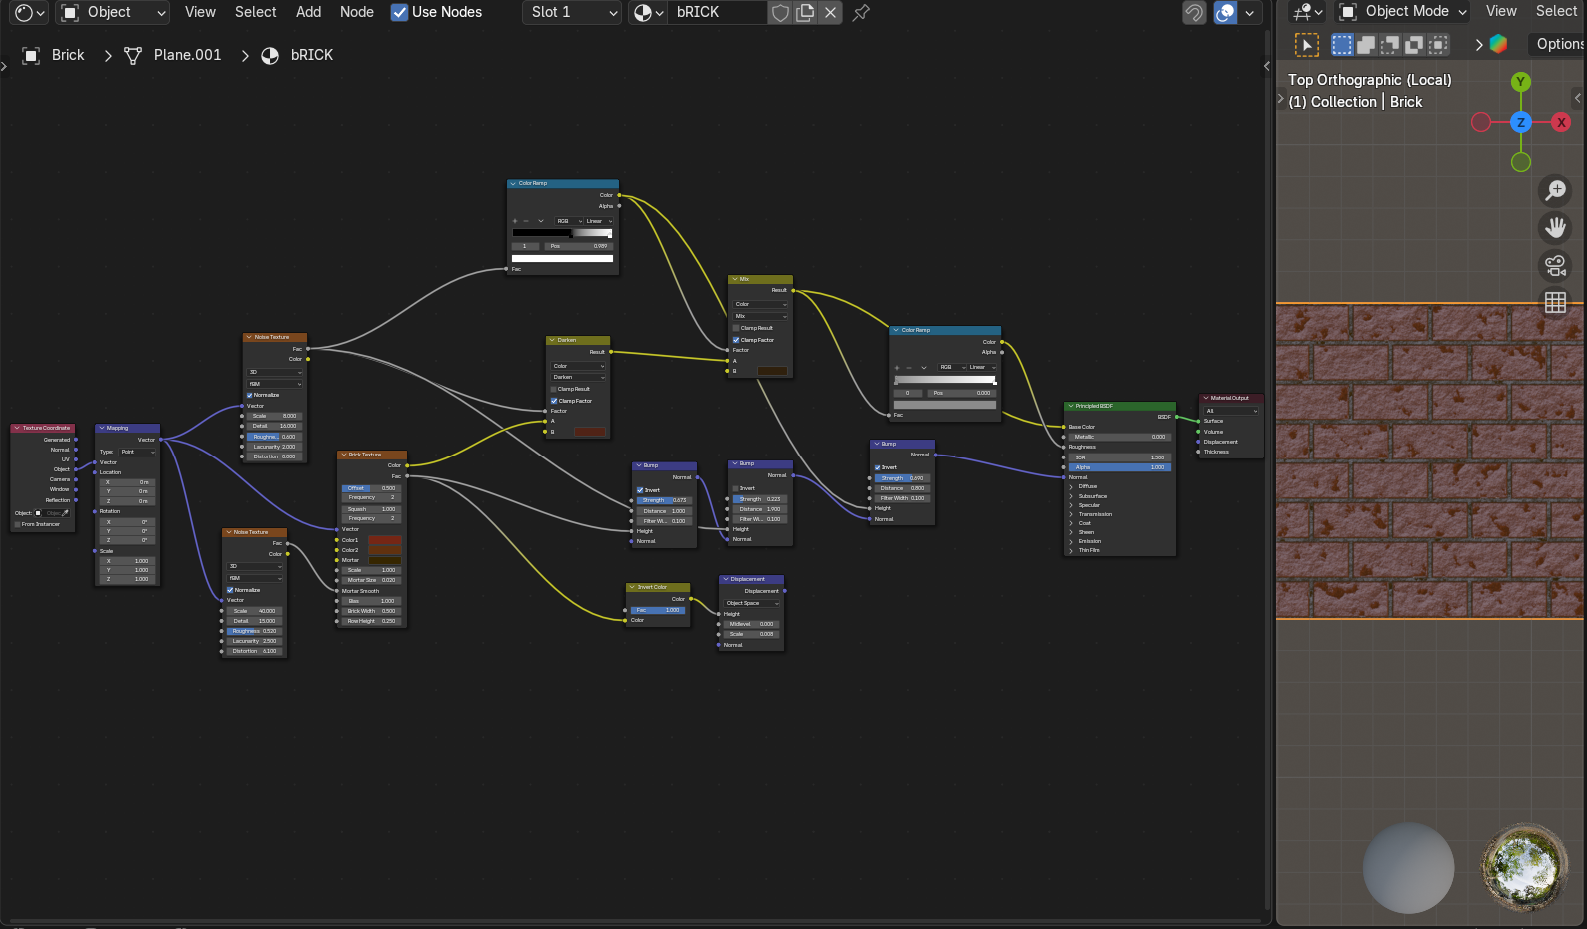 Object
View
Select
Add
Node
Use Nodes
Slot 1
bRICK
Object Mode
View
Select
Options
Brick > Plane.001 > bRICK
Top Orthographic (Local)
(1) Collection | Brick
Y
Z
X
Color Ramp
Color
Alpha
RGB
Linear
1
Pos 0.989
Fac
Mix
Result
Color
Mix
Clamp Result
Clamp Factor
Factor
A
B
Noise Texture
Fac
Color
3D
fBM
Normalize
Vector
Scale 8.000
Detail 16.000
Roughne... 0.600
Lacunarity 2.000
Distortion 0.000
Darken
Result
Color
Darken
Clamp Result
Clamp Factor
Factor
A
B
Color Ramp
Color
Alpha
RGB
Linear
0
Pos 0.000
Fac
Texture Coordinate
Generated
Normal
UV
Object
Camera
Window
Reflection
Object:
From Instancer
Mapping
Vector
Type: Point
Vector
Location
X 0 m
Y 0 m
Z 0 m
Rotation
X 0°
Y 0°
Z 0°
Scale
X 1.000
Y 1.000
Z 1.000
Noise Texture
Fac
Color
3D
fBM
Normalize
Vector
Scale 40.000
Detail 15.000
Roughness 0.520
Lacunarity 2.500
Distortion 6.100
Brick Texture
Color
Fac
Offset 0.500
Frequency 2
Squash 1.000
Frequency 2
Vector
Color1
Color2
Mortar
Scale 1.000
Mortar Size 0.020
Mortar Smooth
Bias 1.000
Brick Width 0.500
Row Height 0.250
Bump
Normal
Invert
Strength 0.673
Distance 1.000
Filter Wi... 0.100
Height
Normal
Bump
Normal
Invert
Strength 0.223
Distance 1.900
Filter Wi... 0.100
Height
Normal
Bump
Normal
Invert
Strength 0.690
Distance 0.800
Filter Width 0.100
Height
Normal
Invert Color
Color
Fac 1.000
Color
Displacement
Displacement
Object Space
Height
Midlevel 0.000
Scale 0.008
Normal
Principled BSDF
BSDF
Base Color
Metallic 0.000
Roughness
IOR 1.500
Alpha 1.000
Normal
Diffuse
Subsurface
Specular
Transmission
Coat
Sheen
Emission
Thin Film
Material Output
All
Surface
Volume
Displacement
Thickness